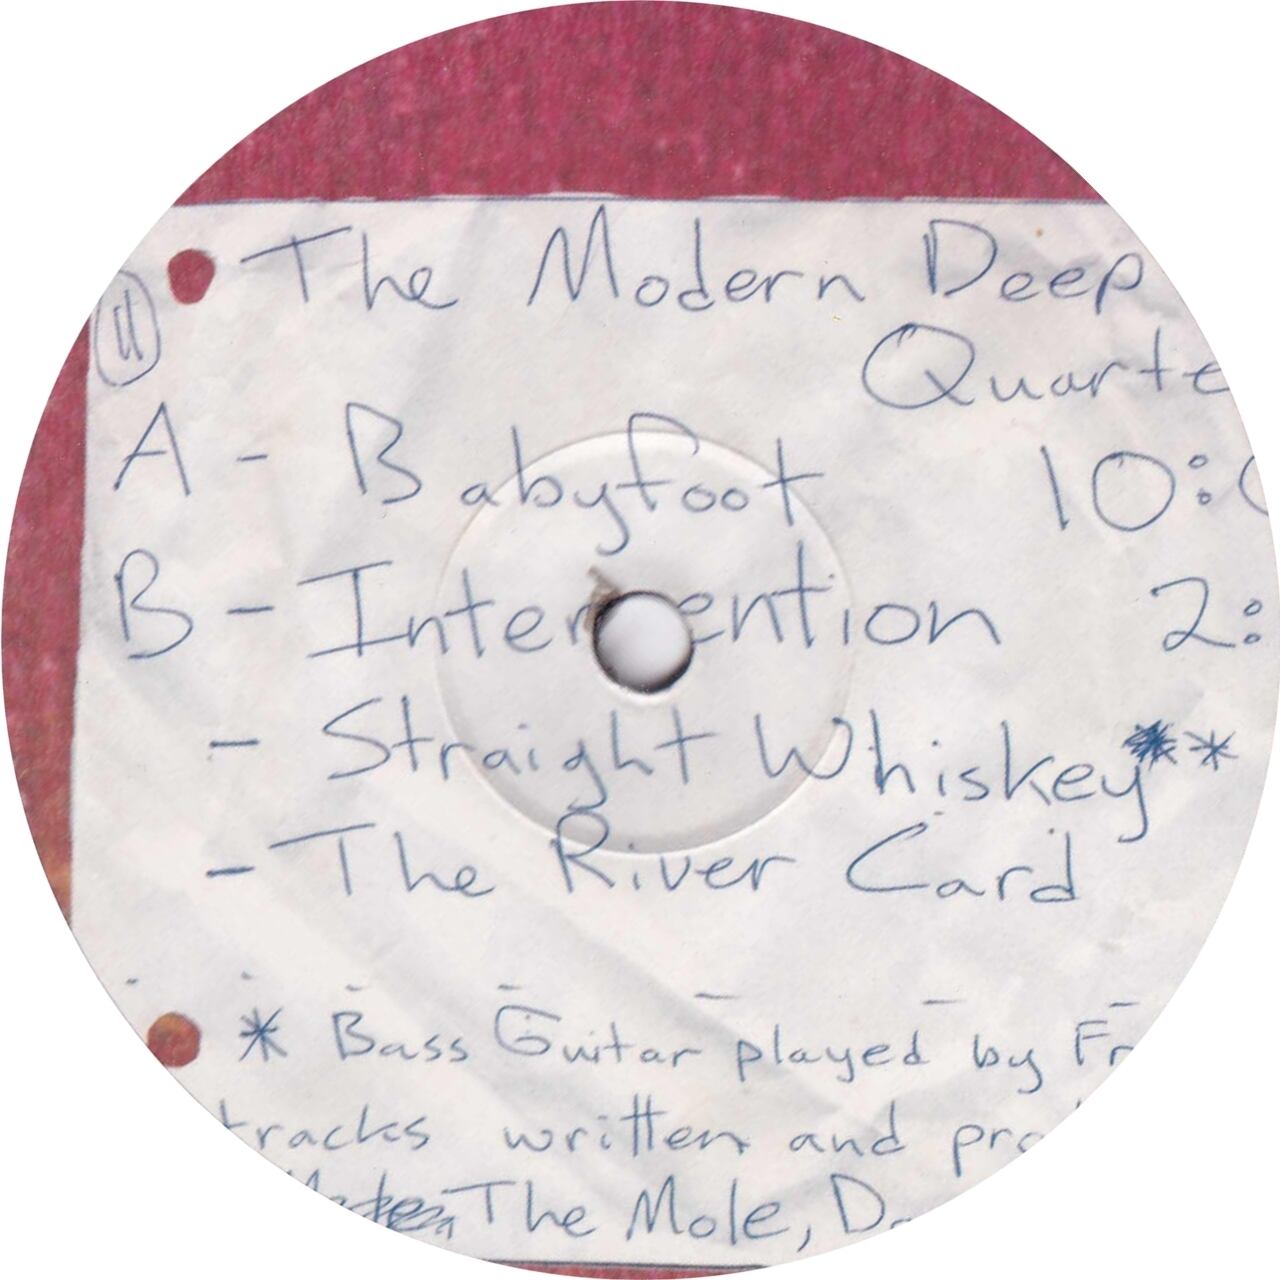 The Modern Deep
Quarte
A - Babyfoot 10:
B - Intervention 2:
- Straight Whiskey**
- The River Card
* Bass Guitar played by Fr
tracks written and pro
The Mole, D